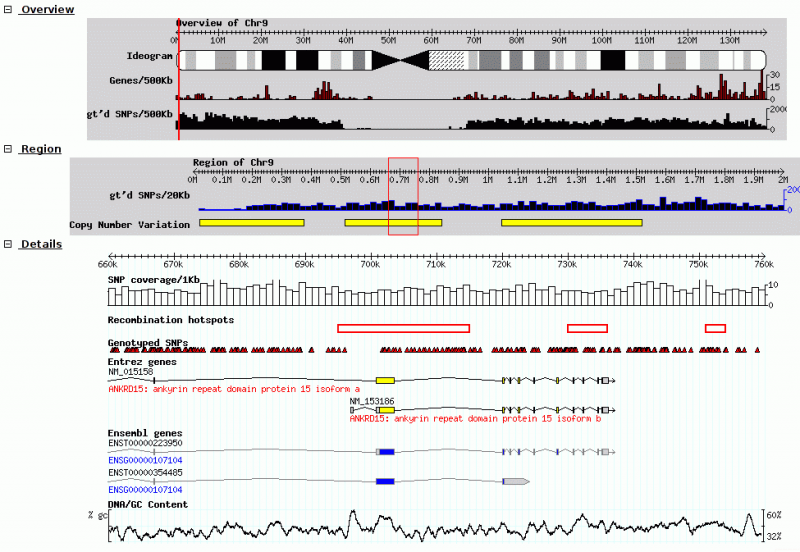 Overview
Overview of Chr9
0M 10M 20M 30M 40M 50M 60M 70M 80M 90M 100M 110M 120M 130M
Ideogram
Genes/500Kb
30
15
0
gt'd SNPs/500Kb
2000
0
Region
Region of Chr9
0M 0.1M 0.2M 0.3M 0.4M 0.5M 0.6M 0.7M 0.8M 0.9M 1M 1.1M 1.2M 1.3M 1.4M 1.5M 1.6M 1.7M 1.8M 1.9M 2M
gt'd SNPs/20Kb
200
0
Copy Number Variation
Details
660k 670k 680k 690k 700k 710k 720k 730k 740k 750k 760k
SNP coverage/1Kb
10
0
Recombination hotspots
Genotyped SNPs
Entrez genes
NM_015158
ANKRD15: ankyrin repeat domain protein 15 isoform a
NM_153186
ANKRD15: ankyrin repeat domain protein 15 isoform b
Ensembl genes
ENST00000223950
ENSG00000107104
ENST00000354485
ENSG00000107104
DNA/GC Content
% gc
60%
32%